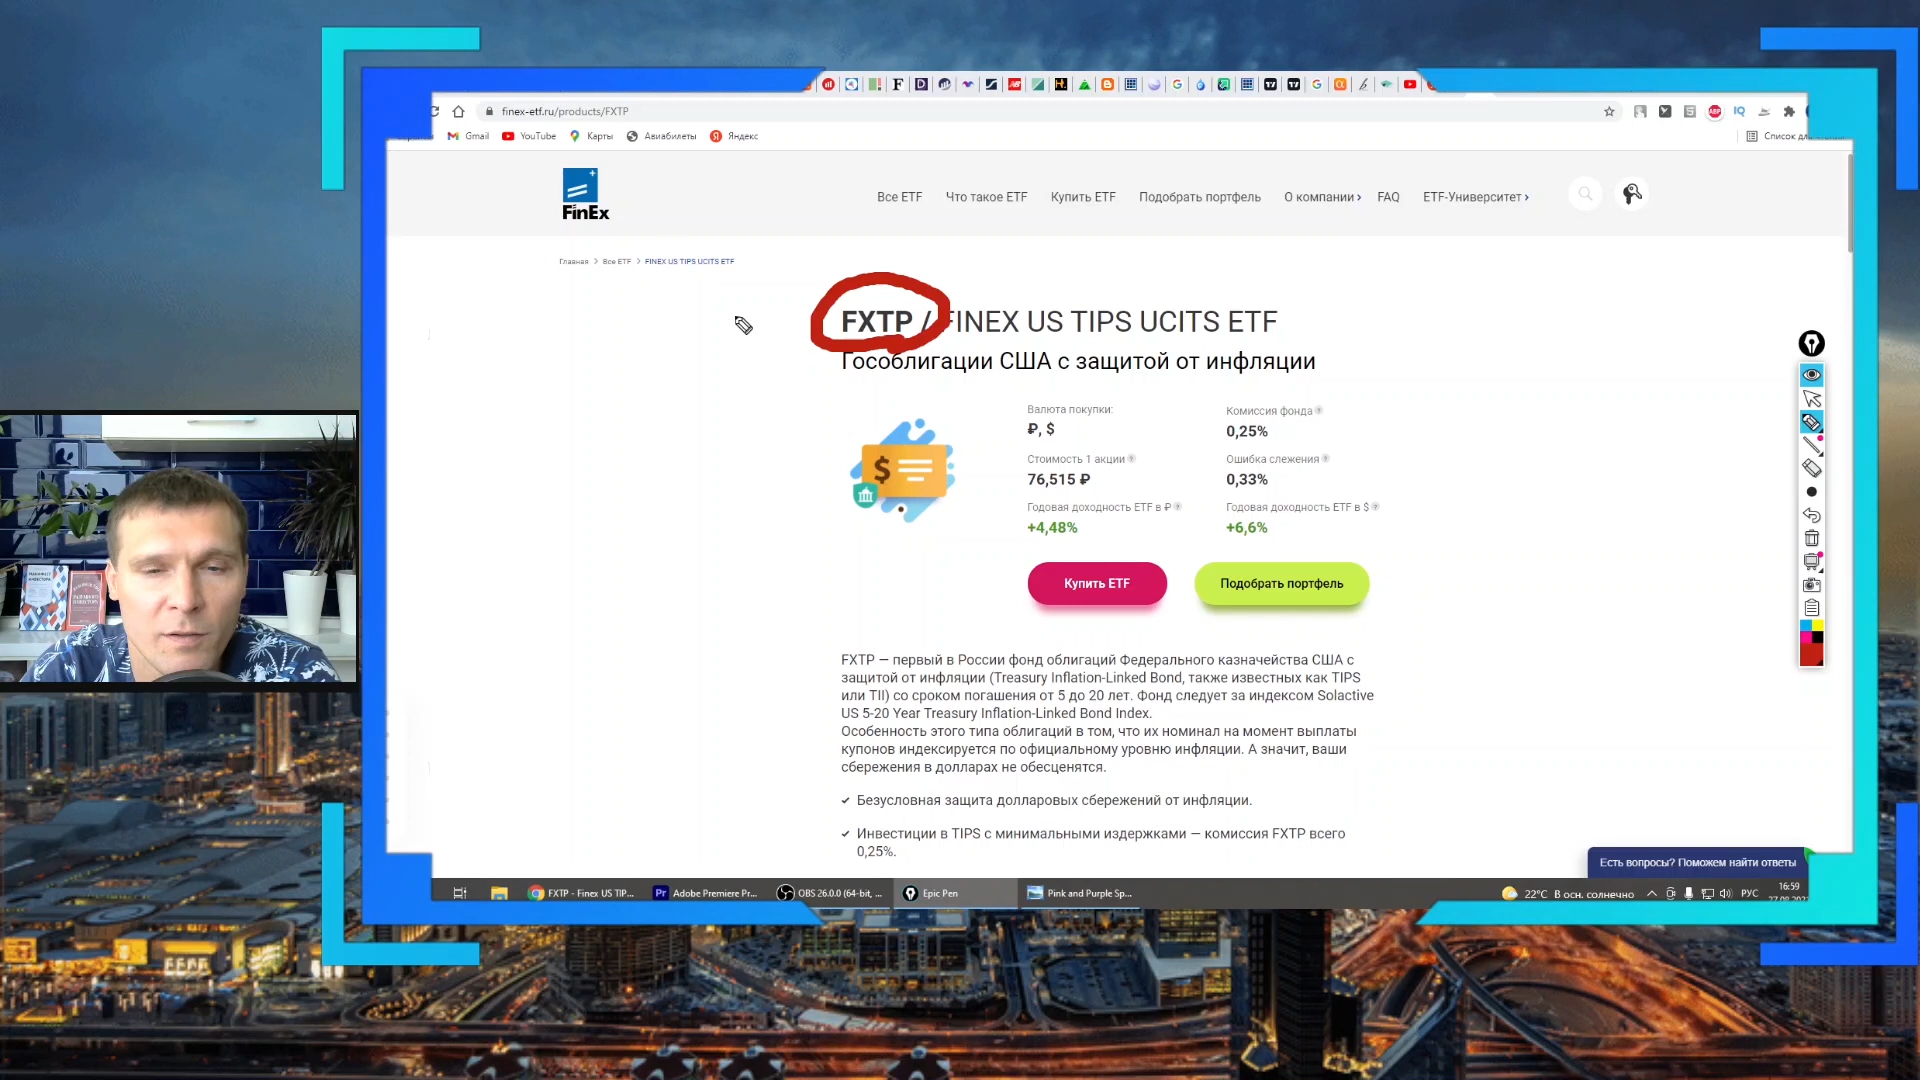 finex-etf.ru/products/FXTP
Gmail
YouTube
Карты
Авиабилеты
Яндекс
FinEx
Все ETF
Что такое ETF
Купить ETF
Подобрать портфель
О компании
FAQ
ETF-Университет
Главная > Все ETF > FINEX US TIPS UCITS ETF
FXTP / FINEX US TIPS UCITS ETF
Гособлигации США с защитой от инфляции
Валюта покупки:
₽, $
Комиссия фонда
0,25%
Стоимость 1 акции
76,515 ₽
Ошибка слежения
0,33%
Годовая доходность ETF в ₽
+4,48%
Годовая доходность ETF в $
+6,6%
Купить ETF
Подобрать портфель
FXTP — первый в России фонд облигаций Федерального казначейства США с
защитой от инфляции (Treasury Inflation-Linked Bond, также известных как TIPS
или TII) со сроком погашения от 5 до 20 лет. Фонд следует за индексом Solactive
US 5-20 Year Treasury Inflation-Linked Bond Index.
Особенность этого типа облигаций в том, что их номинал на момент выплаты
купонов индексируется по официальному уровню инфляции. А значит, ваши
сбережения в долларах не обесценятся.
Безусловная защита долларовых сбережений от инфляции.
Инвестиции в TIPS с минимальными издержками — комиссия FXTP всего
0,25%.
Есть вопросы? Поможем найти ответы
FXTP - Finex US TIP...
Adobe Premiere Pr...
OBS 26.0.0 (64-bit, ...
Epic Pen
Pink and Purple Sp...
22°C В осн. солнечно
РУС
16:59